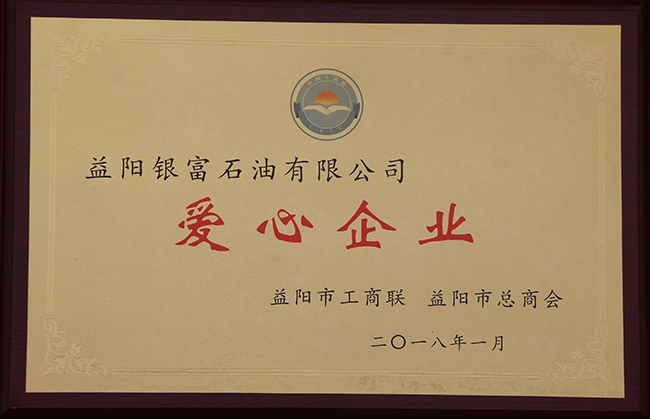 益阳银富石油有限公司
爱心企业
益阳市工商联 益阳市总商会
二〇一八年一月